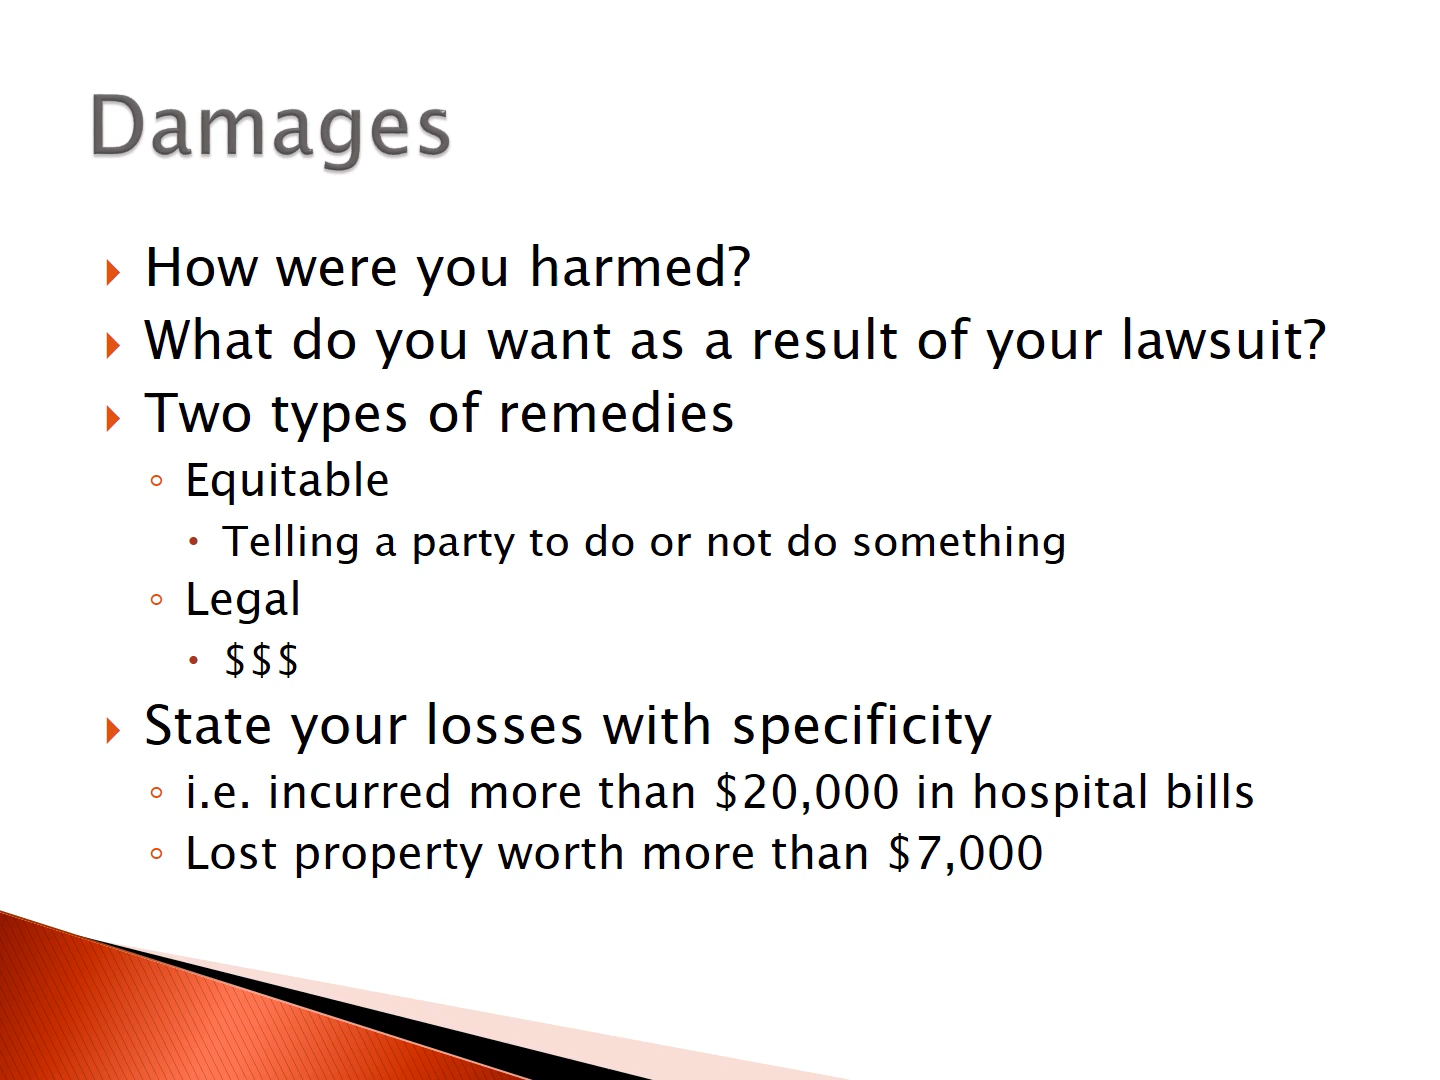 Damages
How were you harmed?
What do you want as a result of your lawsuit?
Two types of remedies
Equitable
Telling a party to do or not do something
Legal
$$$
State your losses with specificity
i.e. incurred more than $20,000 in hospital bills
Lost property worth more than $7,000